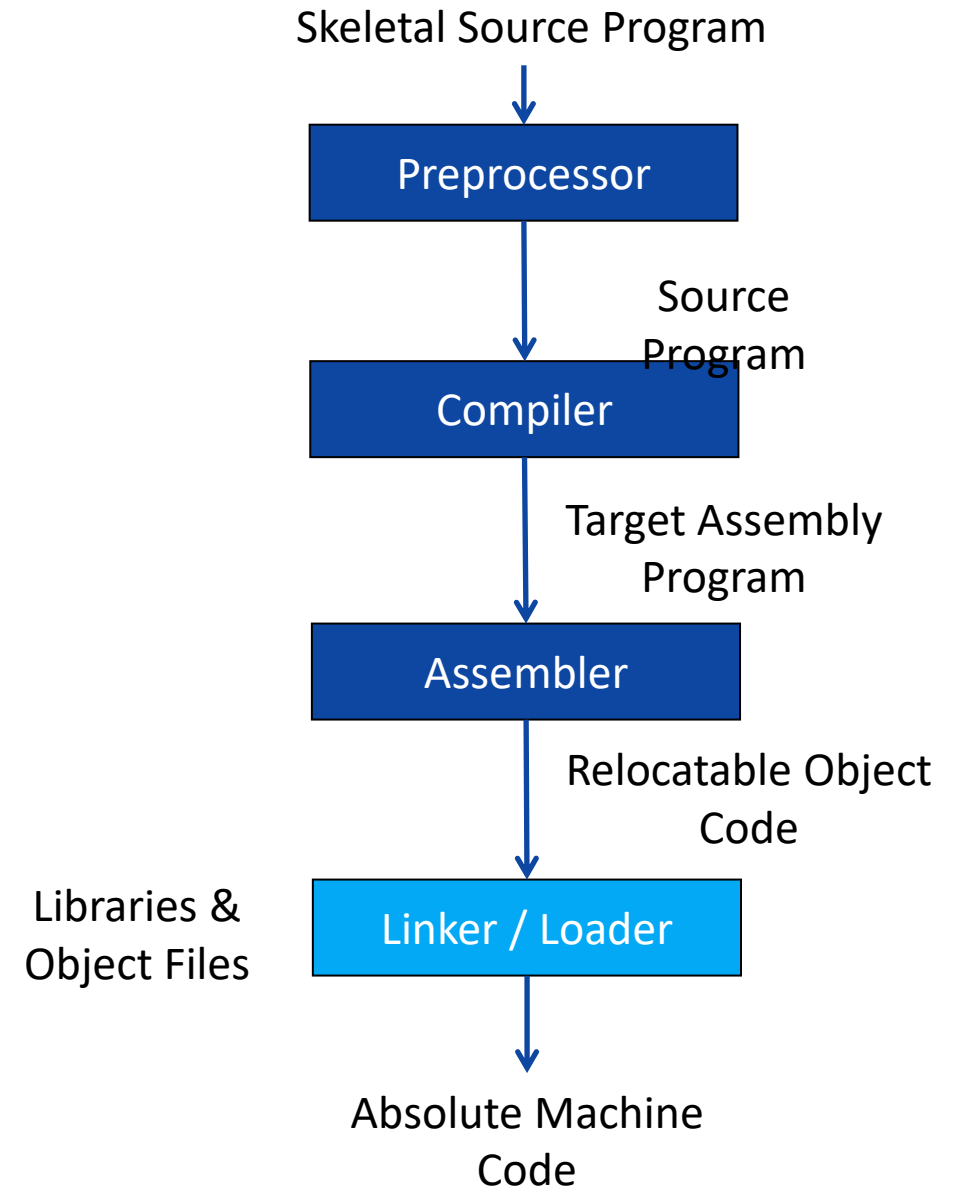 Skeletal Source Program
Preprocessor
Source
Program
Compiler
Target Assembly
Program
Assembler
Relocatable Object
Code
Libraries &
Object Files
Linker / Loader
Absolute Machine
Code